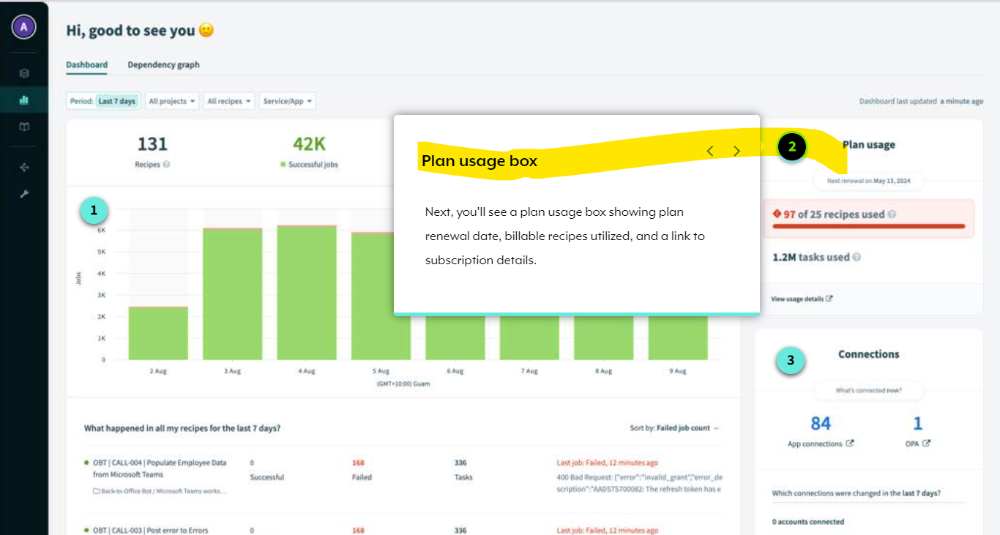 A
Hi, good to see you
Dashboard
Dependency graph
Period: Last 7 days
All projects
All recipes
Service/App
Dashboard last updated a minute ago
131
Recipes
42K
Successful jobs
1
6K
5K
4K
3K
2K
1K
0
Jobs
2 Aug
3 Aug
4 Aug
5 Aug
6 Aug
7 Aug
8 Aug
9 Aug
(GMT+10:00) Guam
Plan usage box
Next, you’ll see a plan usage box showing plan
renewal date, billable recipes utilized, and a link to
subscription details.
2
Plan usage
Next renewal on May 13, 2024
97 of 25 recipes used
1.2M tasks used
View usage details
3
Connections
What's connected now?
84
App connections
1
OPA
Which connections were changed in the last 7 days?
0 accounts connected
What happened in all my recipes for the last 7 days?
Sort by: Failed job count
OBT | CALL-004 | Populate Employee Data
from Microsoft Teams
Back-to-Office Bot / Microsoft Teams works...
0
Successful
168
Failed
336
Tasks
Last job: Failed, 12 minutes ago
400 Bad Request: {"error":"invalid_grant","error_de
scription":"AADSTS700082: The refresh token has e
OBT | CALL-003 | Post error to Errors
0
168
336
Last job: Failed, 12 minutes ago